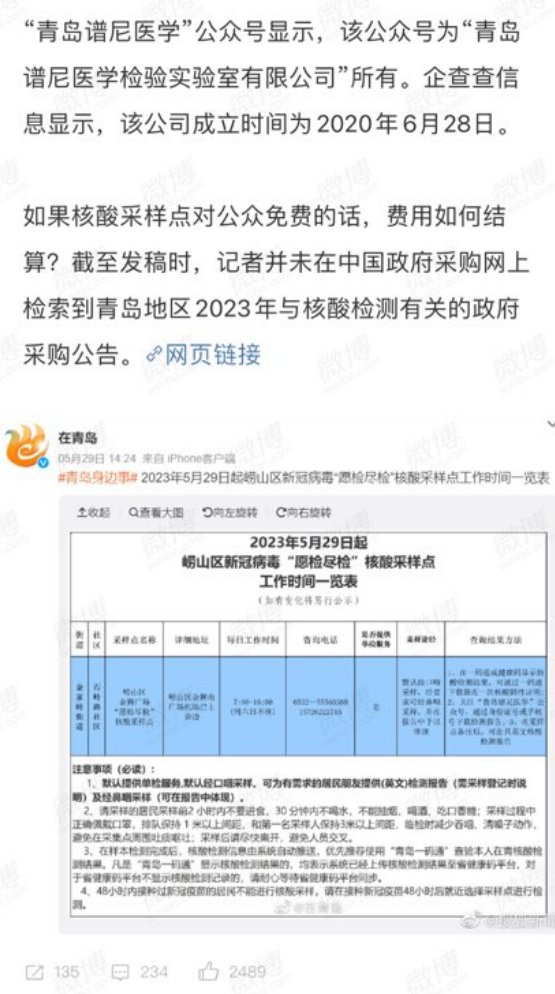 “青岛谱尼医学”公众号显示，该公众号为“青岛
谱尼医学检验实验室有限公司”所有。企查查信
息显示，该公司成立时间为2020年6月28日。
如果核酸采样点对公众免费的话，费用如何结
算？截至发稿时，记者并未在中国政府采购网上
检索到青岛地区2023年与核酸检测有关的政府
采购公告。网页链接
在青岛
05月29日 14:24 来自 iPhone客户端
#青岛身边事# 2023年5月29日起崂山区新冠病毒“愿检尽检”核酸采样点工作时间一览表
收起 查看大图 向左旋转 向右旋转
2023年5月29日起
崂山区新冠病毒“愿检尽检”核酸采样点
工作时间一览表
（如有变化将另行公示）
街道 社区 采样点名称 详细地址 每日工作时间 咨询电话 是否提供单检服务 采样途径 查询结果方法
金家岭街道
石岭路社区
崂山区
“愿检尽检”
核酸采样点
7:00-16:00
是
注意事项（必读）：
1、默认提供单检服务,默认经口咽采样，可为有需求的居民朋友提供(英文)检测报告（需采样登记时说
明）及经鼻咽采样（可在报告中体现）。
2、请采样的居民采样前2小时内不要进食，30分钟内不喝水，不能抽烟、喝酒、吃口香糖；采样过程中
正确佩戴口罩，排队保持1米以上间距，和第一名采样人保持3米以上间距，临检时减少吞咽、清嗓子动作，
避免在采集点周围吐痰呕吐；采样后请尽快离开，避免人员交叉。
3、在样本检测完成后，核酸检测信息由系统自动推送，优先推荐使用“青岛一码通”查验本人在青核酸检
测结果。凡是“青岛一码通”显示核酸检测结果的，均表示系统已经上传核酸检测结果至省健康码平台，对
于省健康码平台不显示核酸检测记录的，请耐心等待省健康码平台同步。
4、48小时内接种过新冠疫苗的居民不能进行核酸采样。请在接种新冠疫苗48小时后就近选择采样点进行检
测。
@在青岛
135 234 2489